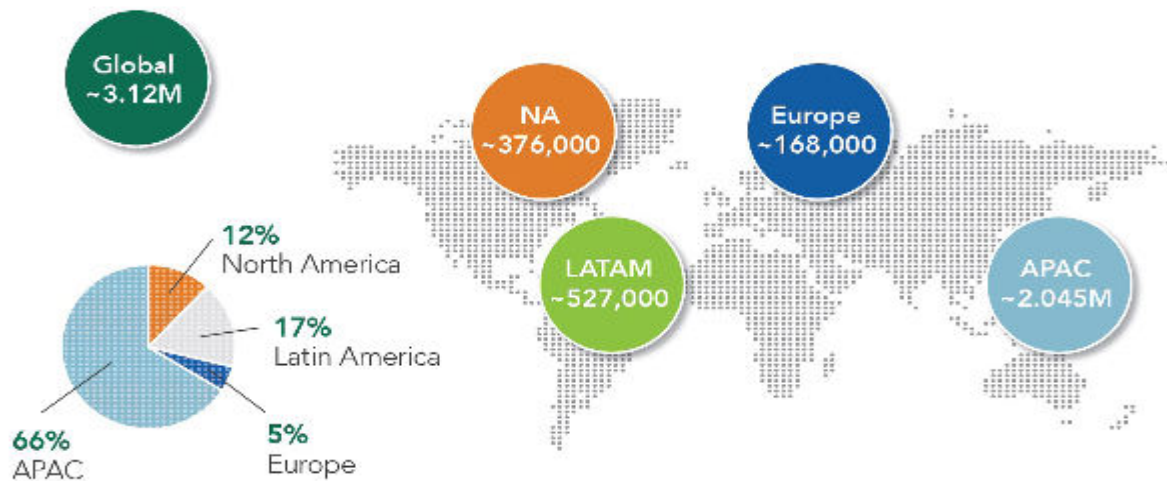 Global
~3.12M
NA
~376,000
Europe
~168,000
LATAM
~527,000
APAC
~2.045M
12%
North America
17%
Latin America
66%
APAC
5%
Europe